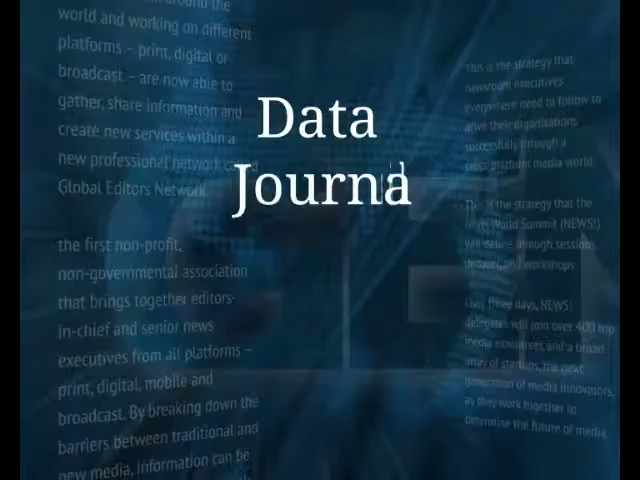 Data
Journa
around the
world and working on different
platforms – print, digital or
broadcast – are now able to
gather, share information and
create new services within a
new professional network
Global Editors Network.
the first non-profit,
non-governmental association
that brings together editors-
in-chief and senior news
executives from all platforms –
print, digital, mobile and
broadcast. By breaking down the
barriers between traditional and
new media, information can be
This is the strategy that
newsroom executives
everywhere need to follow to
drive their organisations
successfully through a
cross-platform media world.
This is the strategy that the
World Summit (NEWS!)
will define through sessions,
debates, and workshops
Over three days, NEWS!
delegates will join over 400 top
media executives and a broad
array of startups, the next
generation of media innovators,
as they work together to
determine the future of media.